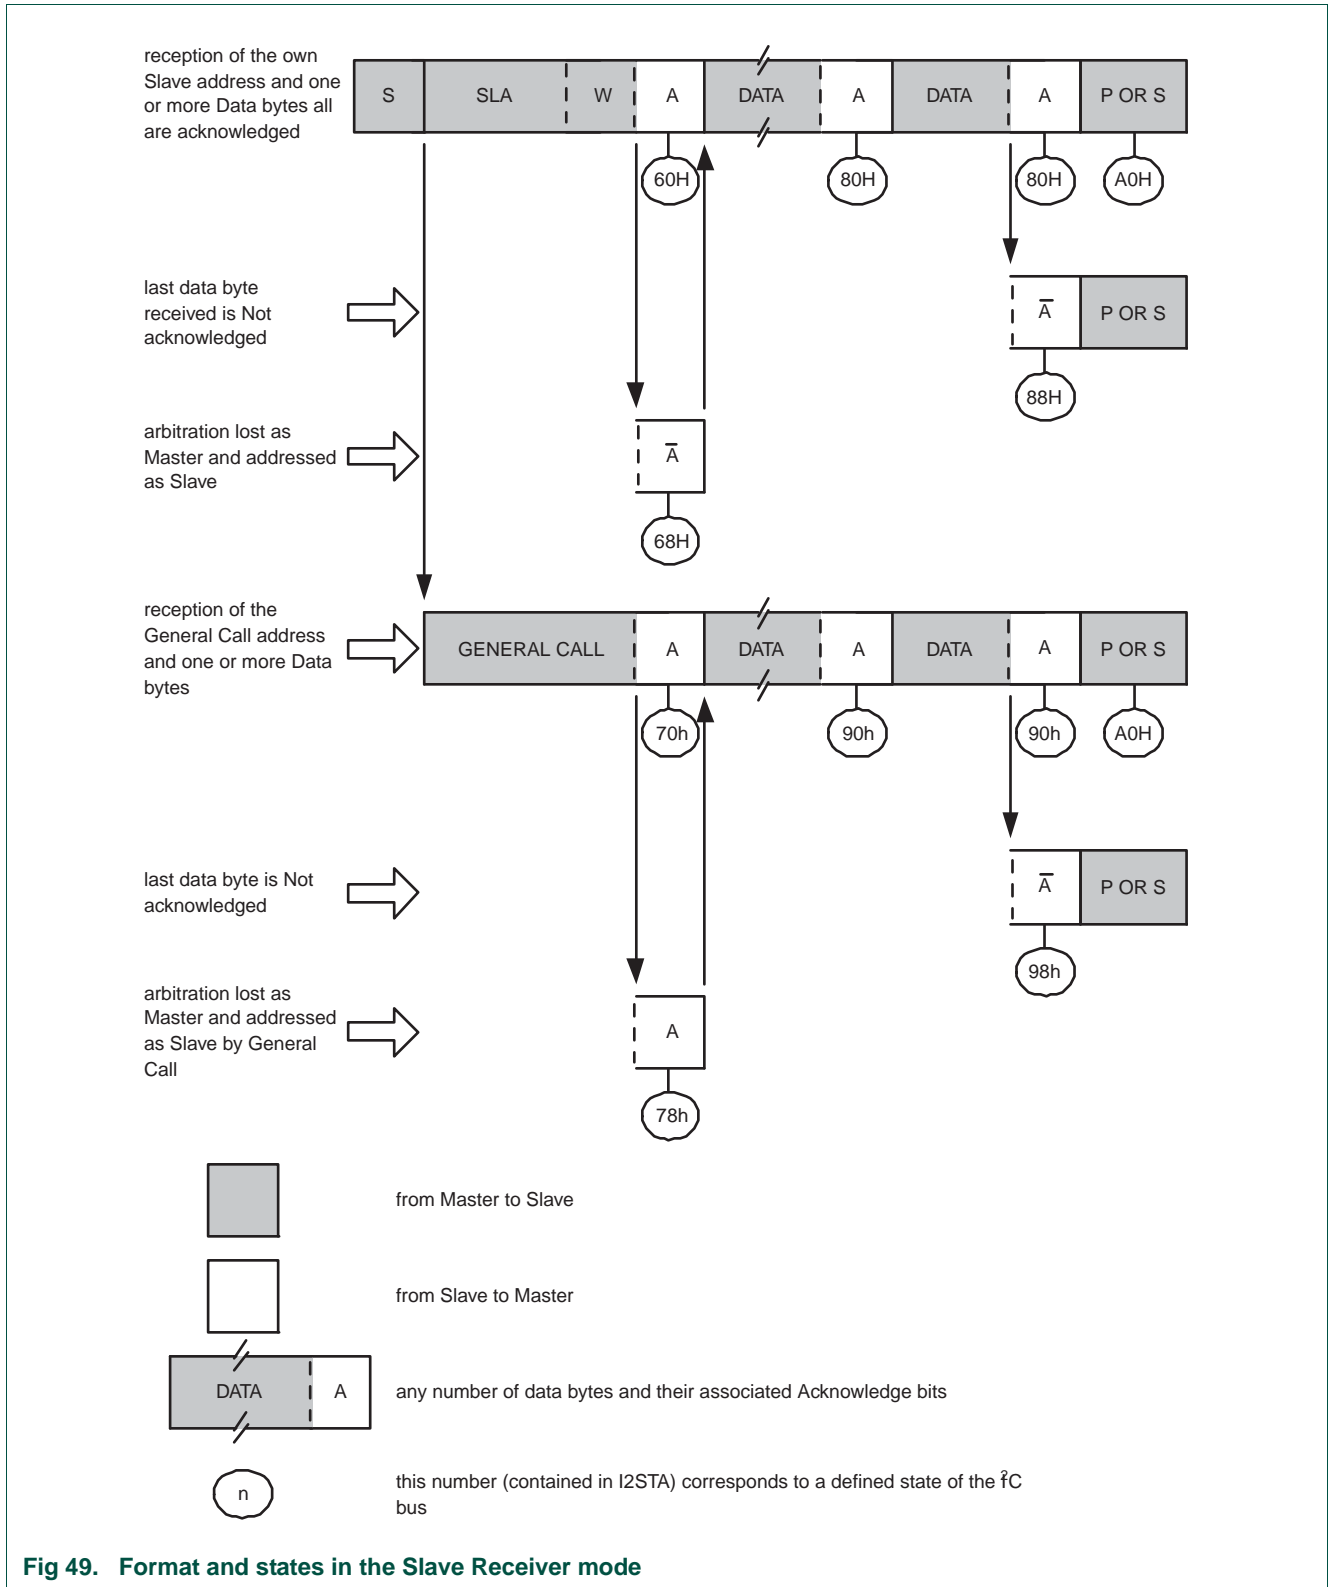 reception of the own
Slave address and one
or more Data bytes all
are acknowledged
S SLA W A DATA A DATA A P OR S
60H 80H 80H A0H
last data byte
received is Not
acknowledged
A̅ P OR S
88H
arbitration lost as
Master and addressed
as Slave
A̅
68H
reception of the
General Call address
and one or more Data
bytes
GENERAL CALL A DATA A DATA A P OR S
70h 90h 90h A0H
last data byte is Not
acknowledged
A̅ P OR S
98h
arbitration lost as
Master and addressed
as Slave by General
Call
A
78h
from Master to Slave
from Slave to Master
DATA A
any number of data bytes and their associated Acknowledge bits
n
this number (contained in I2STA) corresponds to a defined state of the I²C
bus
Fig 49. Format and states in the Slave Receiver mode